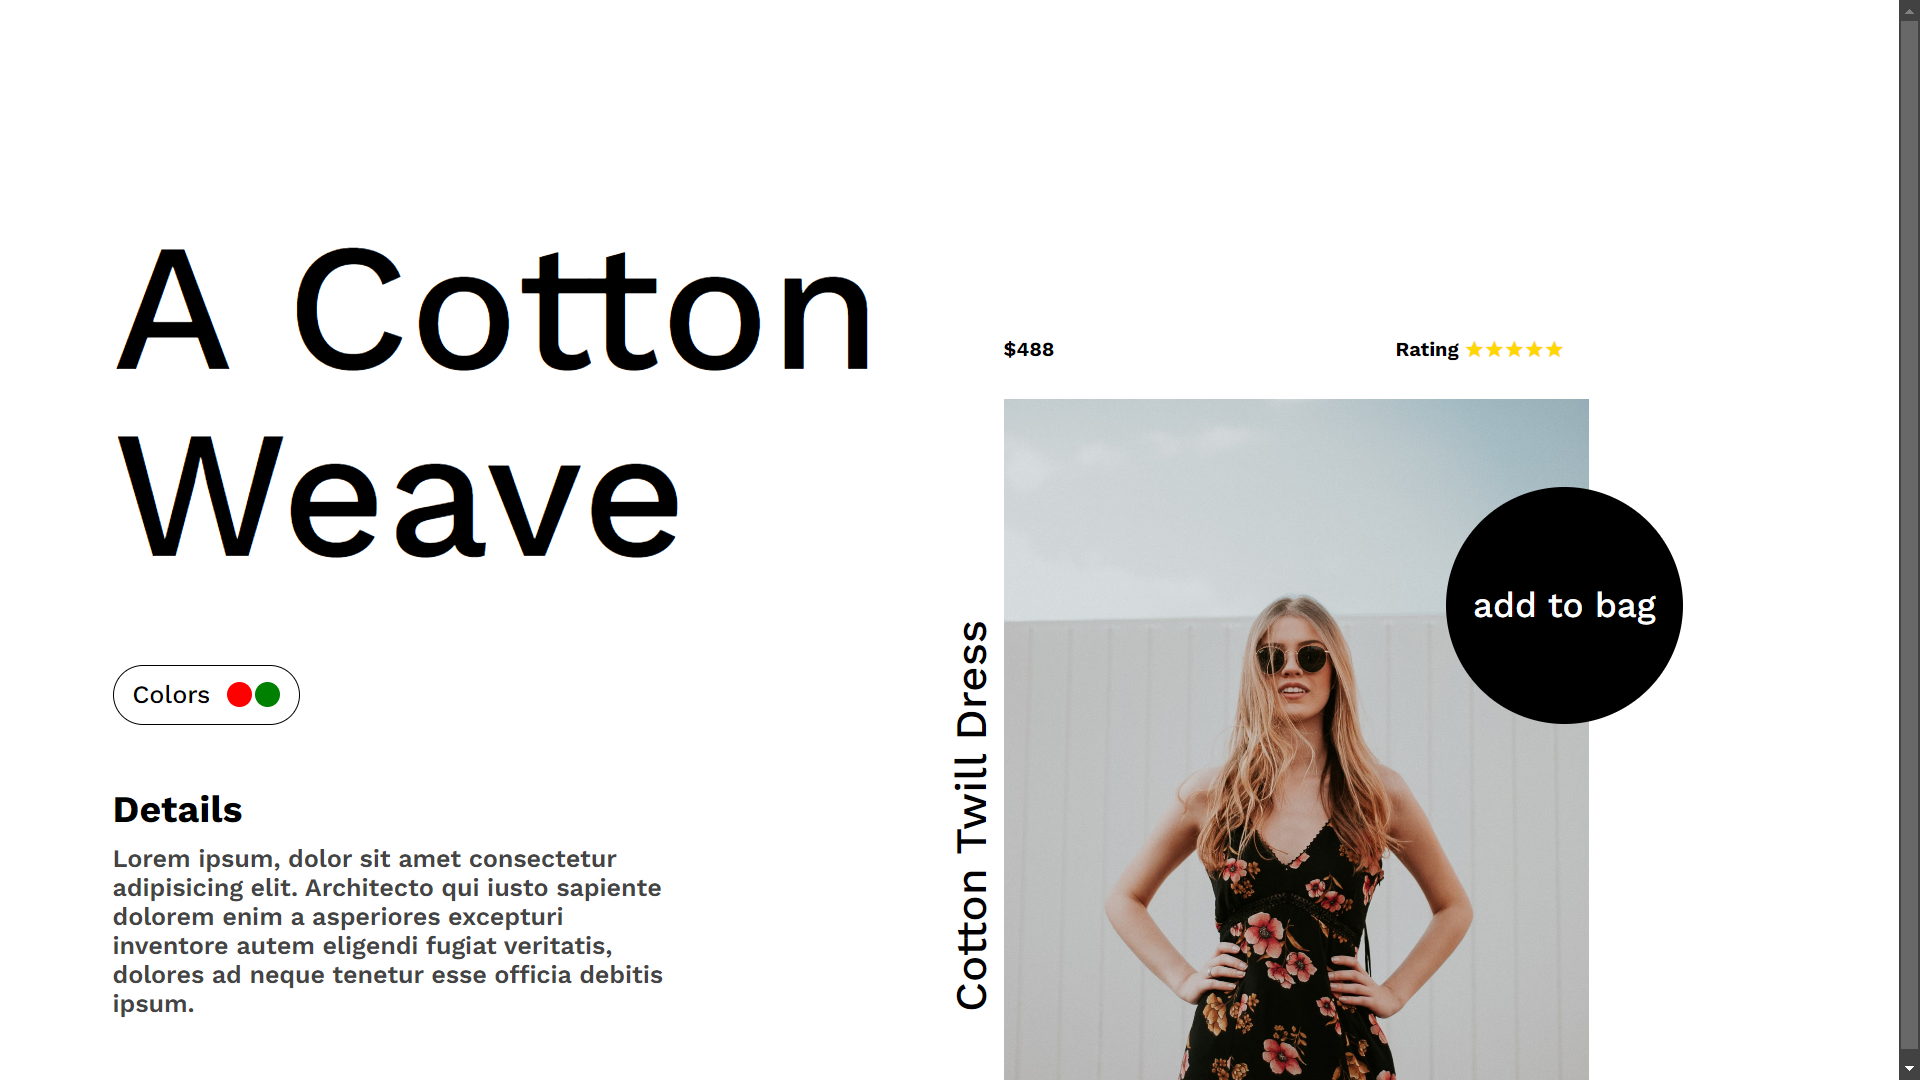 A Cotton
Weave
Colors
Details
Lorem ipsum, dolor sit amet consectetur
adipisicing elit. Architecto qui iusto sapiente
dolorem enim a asperiores excepturi
inventore autem eligendi fugiat veritatis,
dolores ad neque tenetur esse officia debitis
ipsum.
$488
Rating
add to bag
Cotton Twill Dress